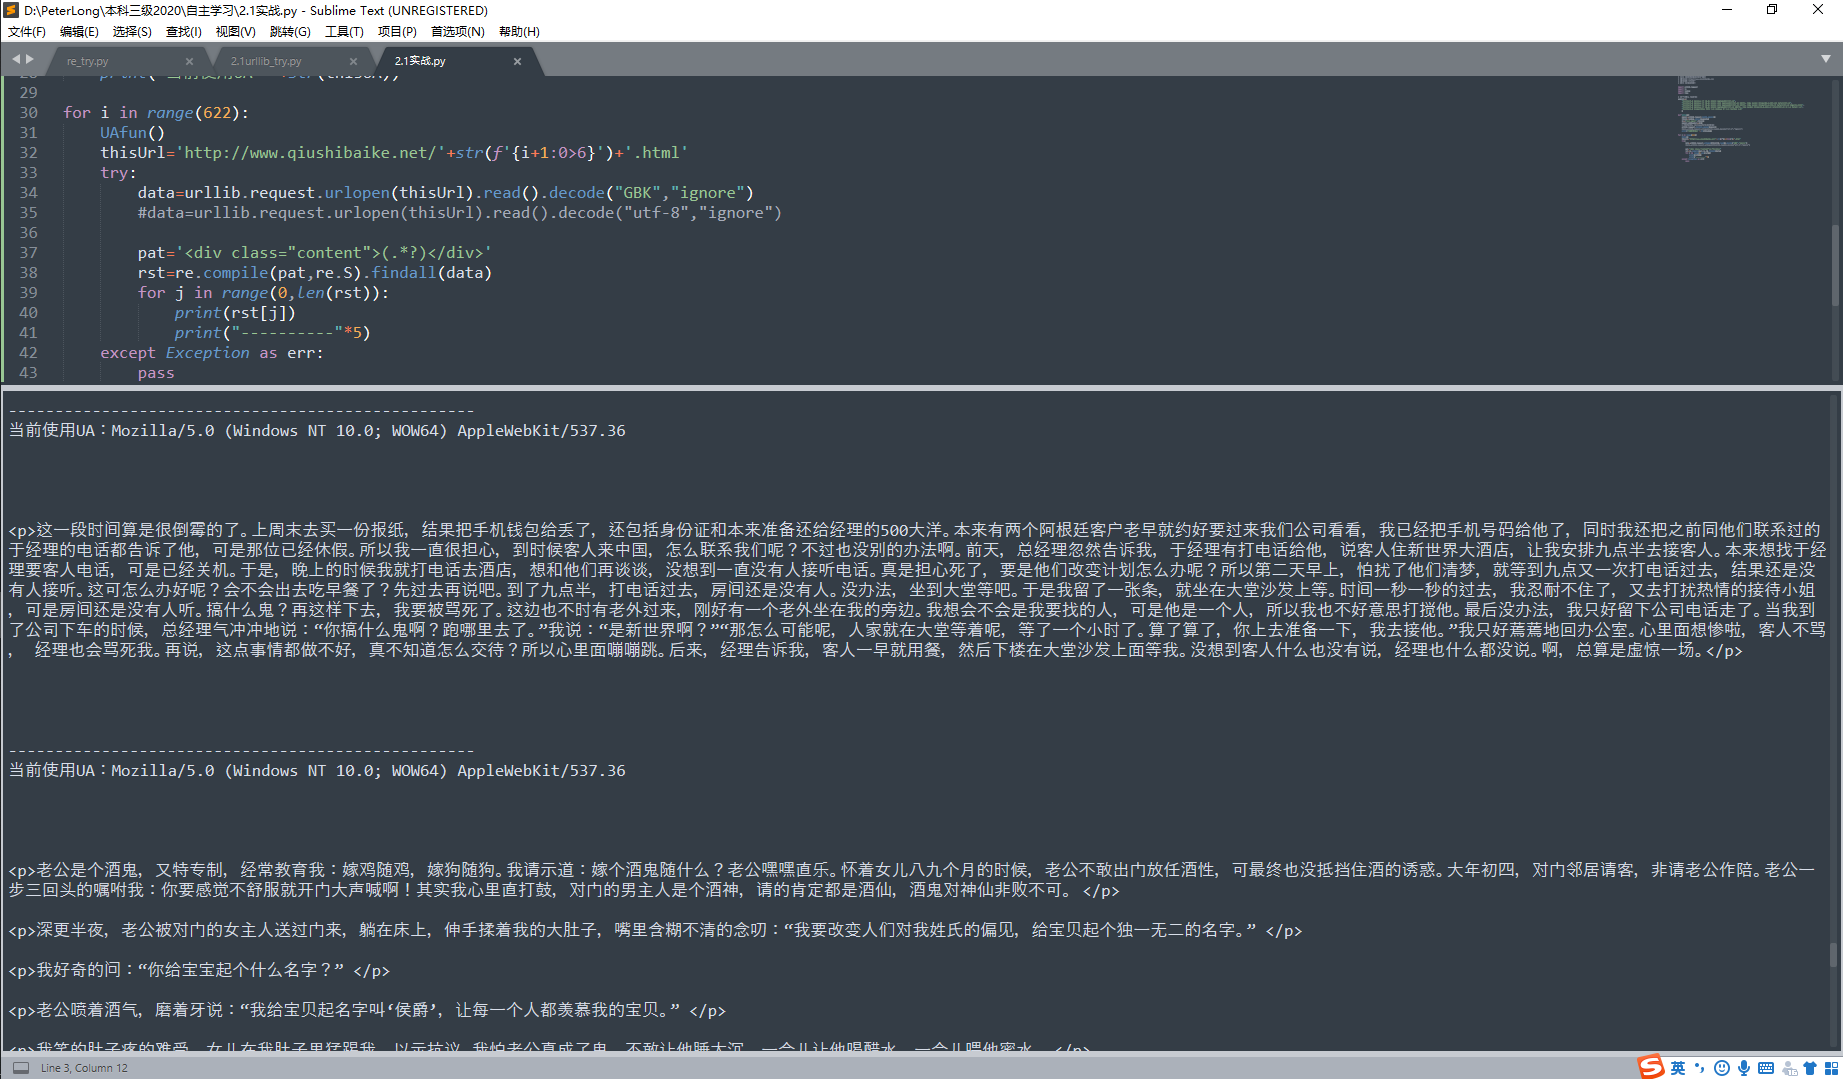 D:\PeterLong\本科三级2020\自主学习\2.1实战.py - Sublime Text (UNREGISTERED)
文件(F) 编辑(E) 选择(S) 查找(I) 视图(V) 跳转(G) 工具(T) 项目(P) 首选项(N) 帮助(H)
re_try.py 2.1urllib_try.py 2.1实战.py
29
30 for i in range(622):
31 UAfun()
32 thisUrl='http://www.qiushibaike.net/'+str(f'{i+1:0>6}')+'.html'
33 try:
34 data=urllib.request.urlopen(thisUrl).read().decode("GBK","ignore")
35 #data=urllib.request.urlopen(thisUrl).read().decode("utf-8","ignore")
36
37 pat='<div class="content">(.*?)</div>'
38 rst=re.compile(pat,re.S).findall(data)
39 for j in range(0,len(rst)):
40 print(rst[j])
41 print("----------"*5)
42 except Exception as err:
43 pass
--------------------------------------------------
当前使用UA：Mozilla/5.0 (Windows NT 10.0; WOW64) AppleWebKit/537.36
<p>这一段时间算是很倒霉的了。上周末去买一份报纸，结果把手机钱包给丢了，还包括身份证和本来准备还给经理的500大洋。本来有两个阿根廷客户老早就约好要过来我们公司看看，我已经把手机号码给他了，同时我还把之前同他们联系过的
于经理的电话都告诉了他，可是那位已经休假。所以我一直很担心，到时候客人来中国，怎么联系我们呢？不过也没别的办法啊。前天，总经理忽然告诉我，于经理有打电话给他，说客人住新世界大酒店，让我安排九点半去接客人。本来想找于经
理要客人电话，可是已经关机。于是，晚上的时候我就打电话去酒店，想和他们再谈谈，没想到一直没有人接听电话。真是担心死了，要是他们改变计划怎么办呢？所以第二天早上，怕扰了他们清梦，就等到九点又一次打电话过去，结果还是没
有人接听。这可怎么办好呢？会不会出去吃早餐了？先过去再说吧。到了九点半，打电话过去，房间还是没有人。没办法，坐到大堂等吧。于是我留了一张条，就坐在大堂沙发上等。时间一秒一秒的过去，我忍耐不住了，又去打扰热情的接待小姐
，可是房间还是没有人听。搞什么鬼？再这样下去，我要被骂死了。这边也不时有老外过来，刚好有一个老外坐在我的旁边。我想会不会是我要找的人，可是他是一个人，所以我也不好意思打搅他。最后没办法，我只好留下公司电话走了。当我到
了公司下车的时候，总经理气冲冲地说：“你搞什么鬼啊？跑哪里去了。”我说：“是新世界啊？”“那怎么可能呢，人家就在大堂等着呢，等了一个小时了。算了算了，你上去准备一下，我去接他。”我只好蔫蔫地回办公室。心里面想惨啦，客人不骂
， 经理也会骂死我。再说，这点事情都做不好，真不知道怎么交待？所以心里面嘣嘣跳。后来，经理告诉我，客人一早就用餐，然后下楼在大堂沙发上面等我。没想到客人什么也没有说，经理也什么都没说。啊，总算是虚惊一场。</p>
--------------------------------------------------
当前使用UA：Mozilla/5.0 (Windows NT 10.0; WOW64) AppleWebKit/537.36
<p>老公是个酒鬼，又特专制，经常教育我：嫁鸡随鸡，嫁狗随狗。我请示道：嫁个酒鬼随什么？老公嘿嘿直乐。怀着女儿八九个月的时候，老公不敢出门放任酒性，可最终也没抵挡住酒的诱惑。大年初四，对门邻居请客，非请老公作陪。老公一
步三回头的嘱咐我：你要感觉不舒服就开门大声喊啊！其实我心里直打鼓，对门的男主人是个酒神，请的肯定都是酒仙，酒鬼对神仙非败不可。 </p>
<p>深更半夜，老公被对门的女主人送过门来，躺在床上，伸手揉着我的大肚子，嘴里含糊不清的念叨：“我要改变人们对我姓氏的偏见，给宝贝起个独一无二的名字。” </p>
<p>我好奇的问：“你给宝宝起个什么名字？” </p>
<p>老公喷着酒气，磨着牙说：“我给宝贝起名字叫‘侯爵’，让每一个人都羡慕我的宝贝。” </p>
Line 3, Column 12
英